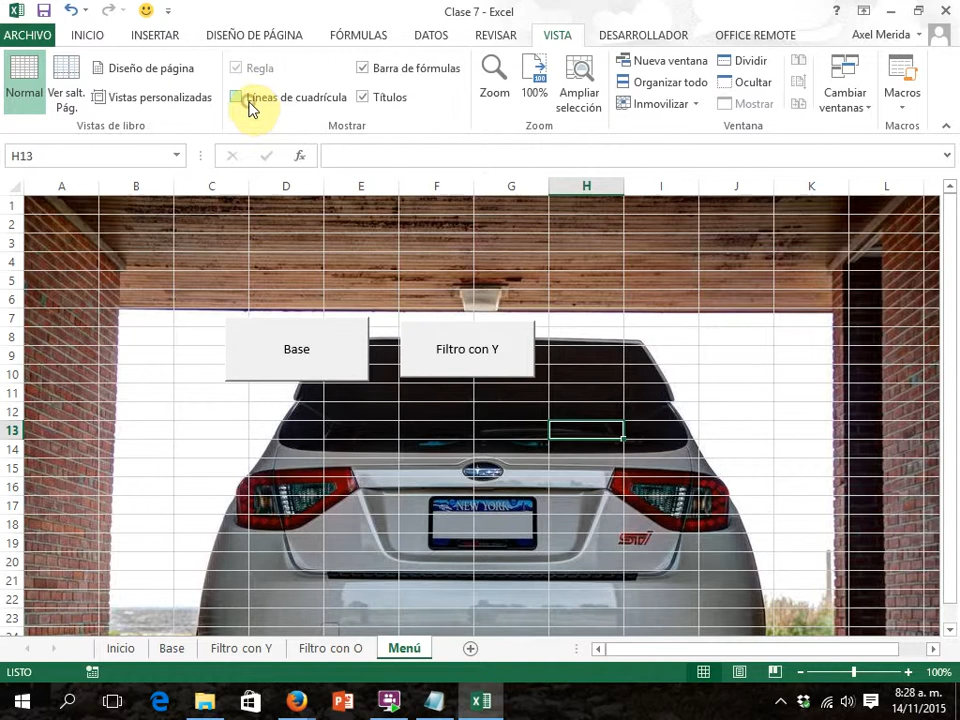 Clase 7 - Excel
ARCHIVO INICIO INSERTAR DISEÑO DE PÁGINA FÓRMULAS DATOS REVISAR VISTA DESARROLLADOR OFFICE REMOTE Axel Merida
Normal
Ver salt. Pág.
Diseño de página
Vistas personalizadas
Vistas de libro
Regla
Líneas de cuadrícula
Barra de fórmulas
Títulos
Mostrar
Zoom
100%
Ampliar selección
Zoom
Nueva ventana
Organizar todo
Inmovilizar
Dividir
Ocultar
Mostrar
Cambiar ventanas
Ventana
Macros
Macros
H13
fx
A B C D E F G H I J K L
1
2
3
4
5
6
7
8
9
10
11
12
13
14
15
16
17
18
19
20
21
22
23
Base Filtro con Y
NEW YORK
STI
Inicio Base Filtro con Y Filtro con O Menú
LISTO 100%
8:28 a. m.
14/11/2015